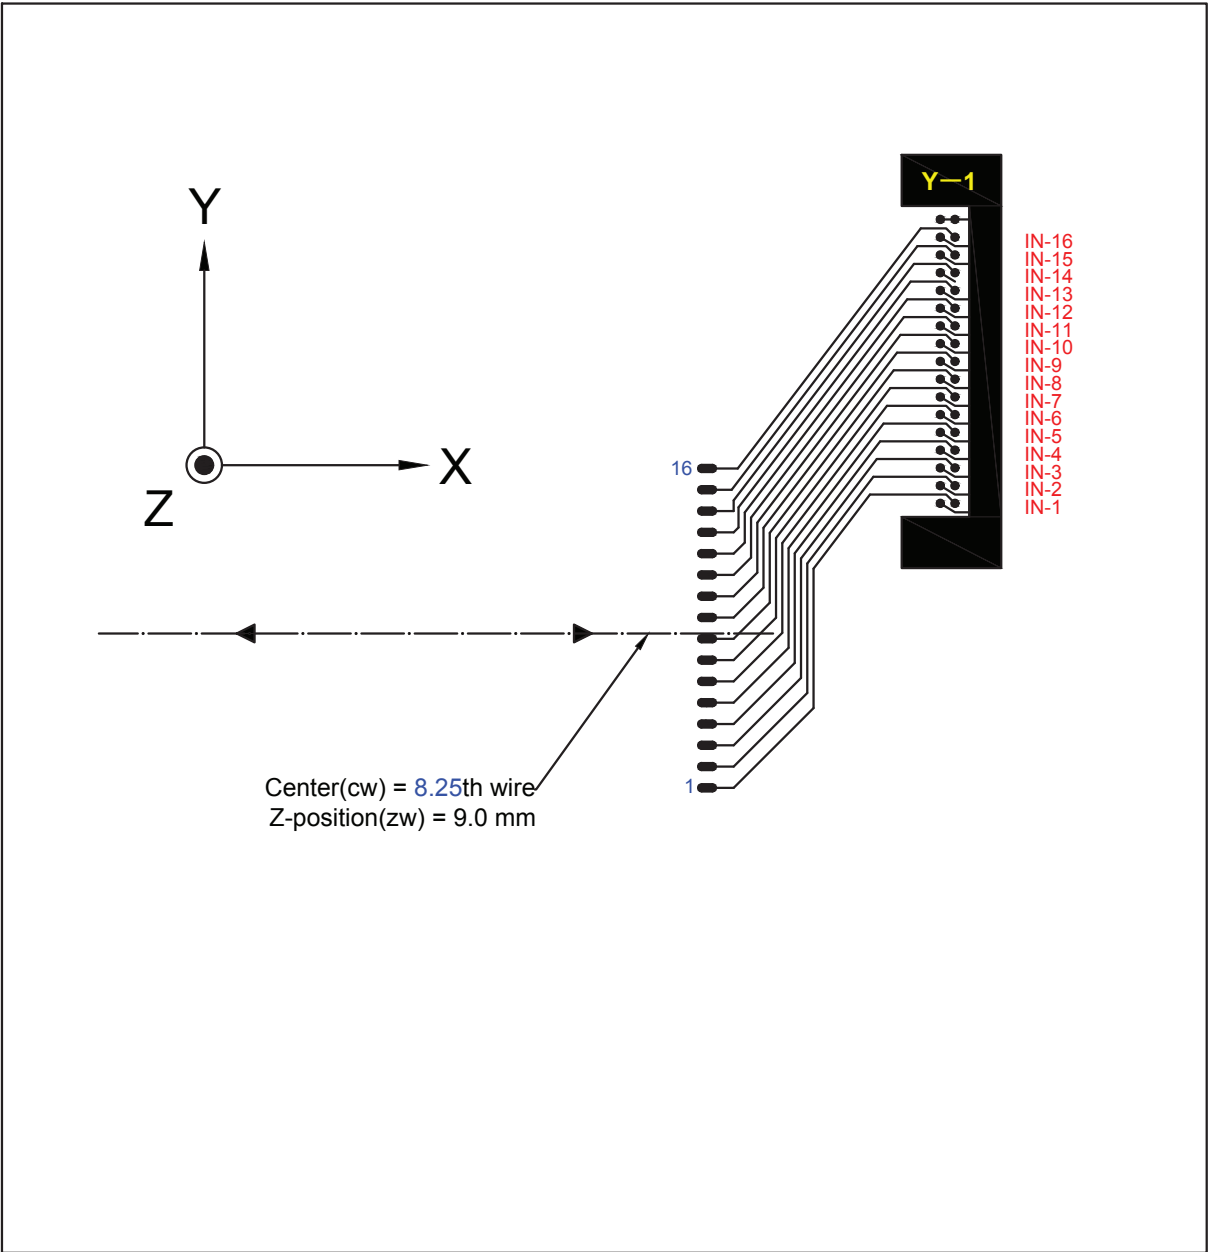 Y—1
Y
IN-16
IN-15
IN-14
IN-13
IN-12
IN-11
IN-10
IN-9
IN-8
IN-7
IN-6
IN-5
IN-4
IN-3
IN-2
IN-1
X
16
Z
Center(cw) = 8.25th wire
1
Z-position(zw) = 9.0 mm